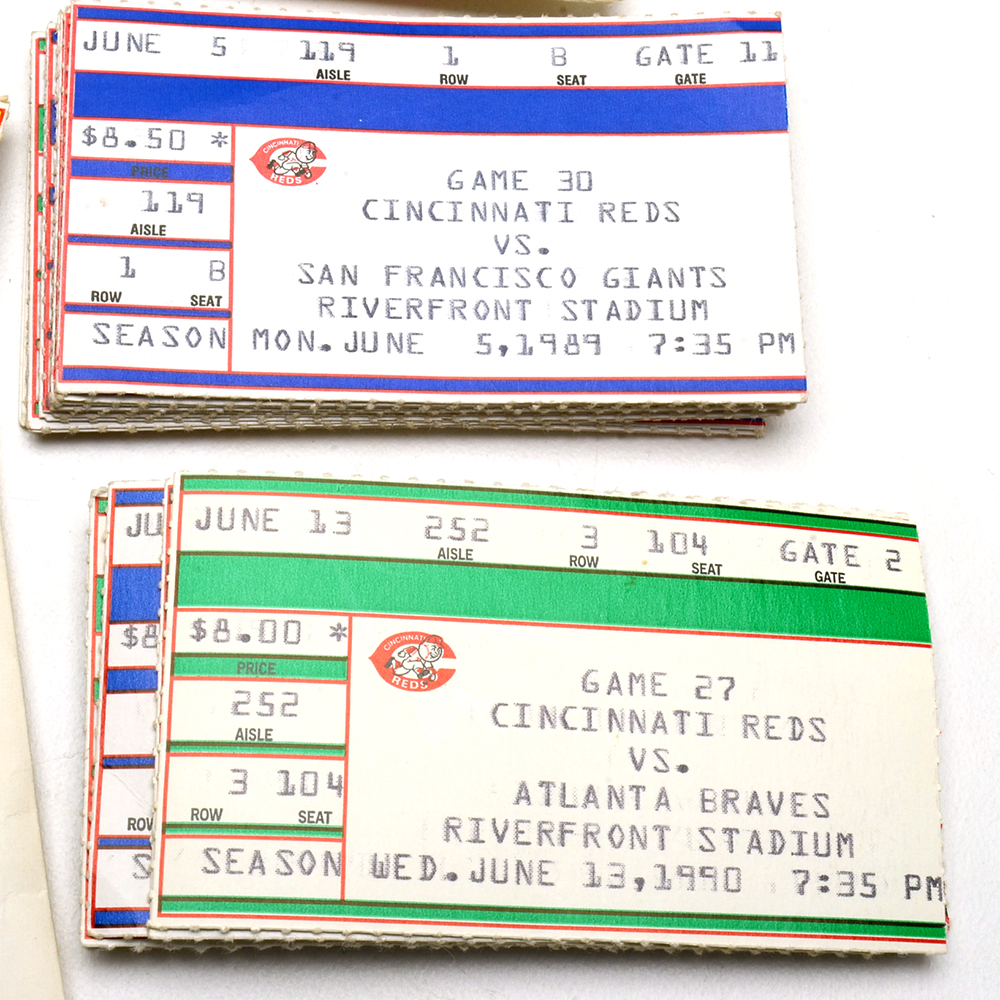 JUNE 5 119 1 B GATE 11
AISLE ROW SEAT GATE
$8.50 *
PRICE
119
AISLE
1 B
ROW SEAT
SEASON
CINCINNATI
REDS
GAME 30
CINCINNATI REDS
VS.
SAN FRANCISCO GIANTS
RIVERFRONT STADIUM
MON. JUNE 5,1989 7:35 PM
JU
$8
ROW
S
JUNE 13 252 3 104 GATE 2
AISLE ROW SEAT GATE
$8.00 *
PRICE
252
AISLE
3 104
ROW SEAT
SEASON
CINCINNATI
REDS
GAME 27
CINCINNATI REDS
VS.
ATLANTA BRAVES
RIVERFRONT STADIUM
WED. JUNE 13,1990 7:35 PM